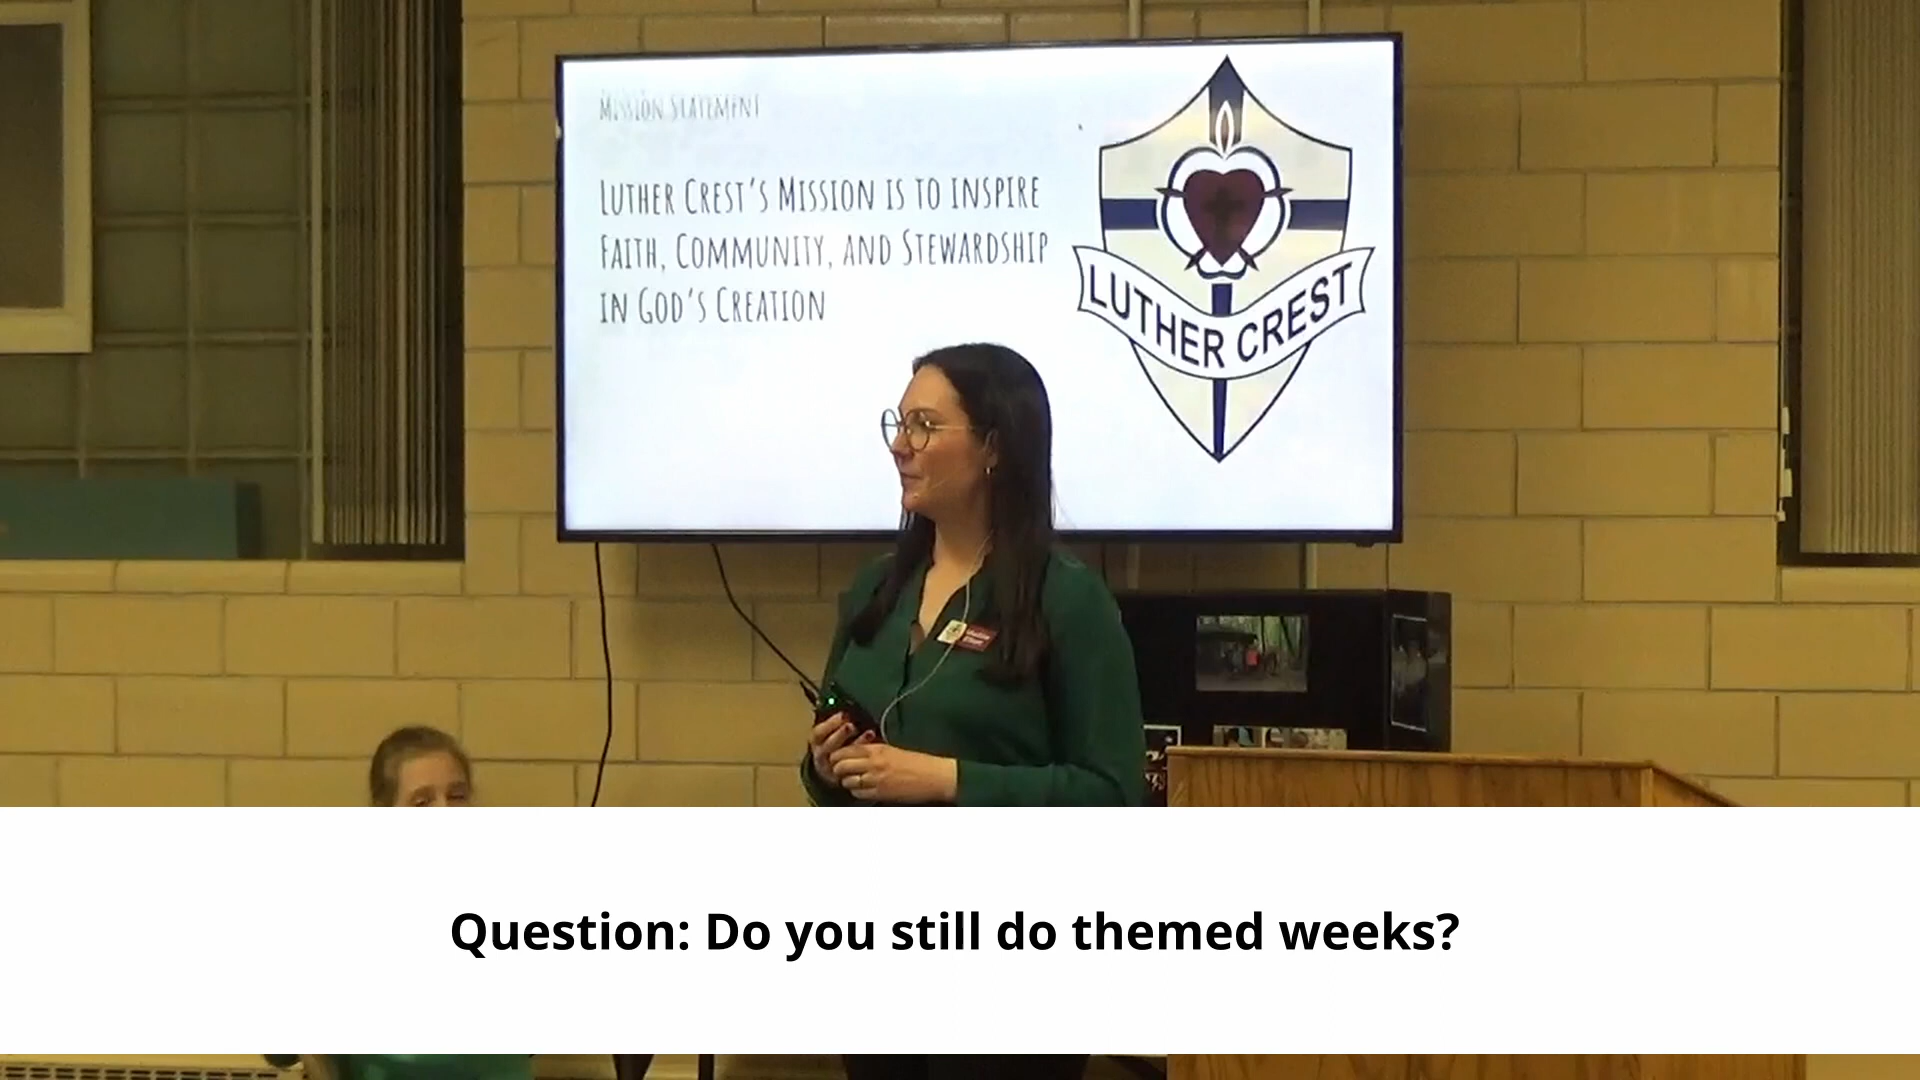 MISSION STATEMENT
LUTHER CREST'S MISSION IS TO INSPIRE
FAITH, COMMUNITY, AND STEWARDSHIP
IN GOD'S CREATION
LUTHER CREST
Question: Do you still do themed weeks?